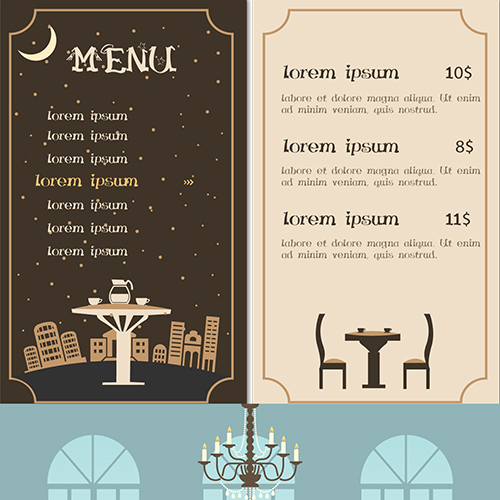 MENU
lorem ipsum
lorem ipsum
lorem ipsum
lorem ipsum »»
lorem ipsum
lorem ipsum
lorem ipsum
lorem ipsum 10$
labore et dolore magna aliqua. Ut enim
ad minim veniam, quis nostrud.
lorem ipsum 8$
labore et dolore magna aliqua. Ut enim
ad minim veniam, quis nostrud.
lorem ipsum 11$
labore et dolore magna aliqua. Ut enim
ad minim veniam, quis nostrud.